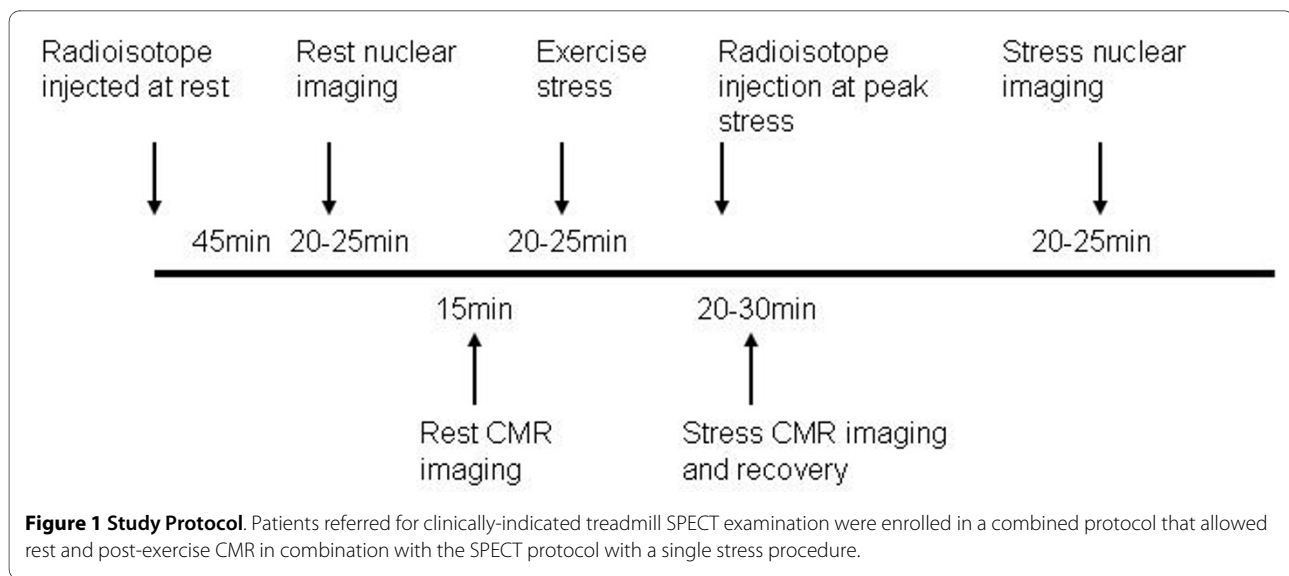 Radioisotope
injected at rest
Rest nuclear
imaging
Exercise
stress
Radioisotope
injection at peak
stress
Stress nuclear
imaging
45min
20-25min
20-25min
20-25min
15min
20-30min
Rest CMR
imaging
Stress CMR imaging
and recovery
Figure 1 Study Protocol. Patients referred for clinically-indicated treadmill SPECT examination were enrolled in a combined protocol that allowed
rest and post-exercise CMR in combination with the SPECT protocol with a single stress procedure.